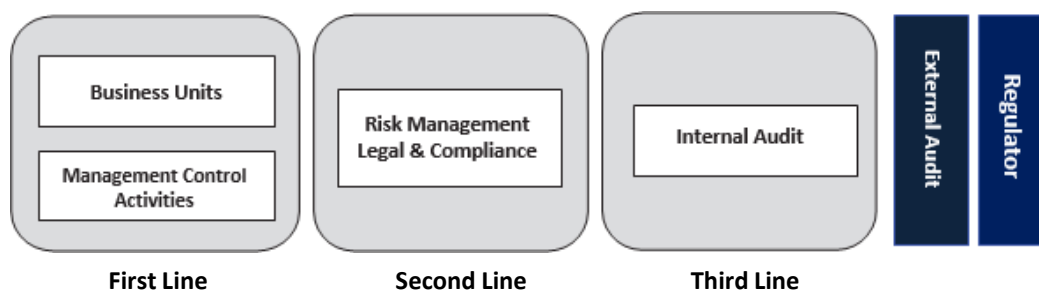 Business Units
Management Control
Activities
First Line
Risk Management
Legal & Compliance
Second Line
Internal Audit
Third Line
External Audit
Regulator